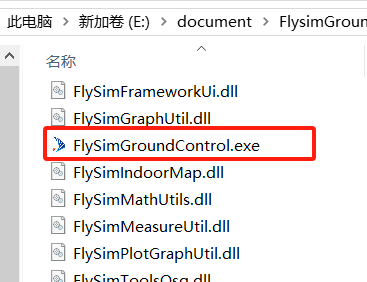 此电脑 > 新加卷 (E:) > document > FlysimGroun
名称
FlySimFrameworkUi.dll
FlySimGraphUtil.dll
FlySimGroundControl.exe
FlySimIndoorMap.dll
FlySimMathUtils.dll
FlySimMeasureUtil.dll
FlySimPlotGraphUtil.dll
FlySimToolsOsg.dll